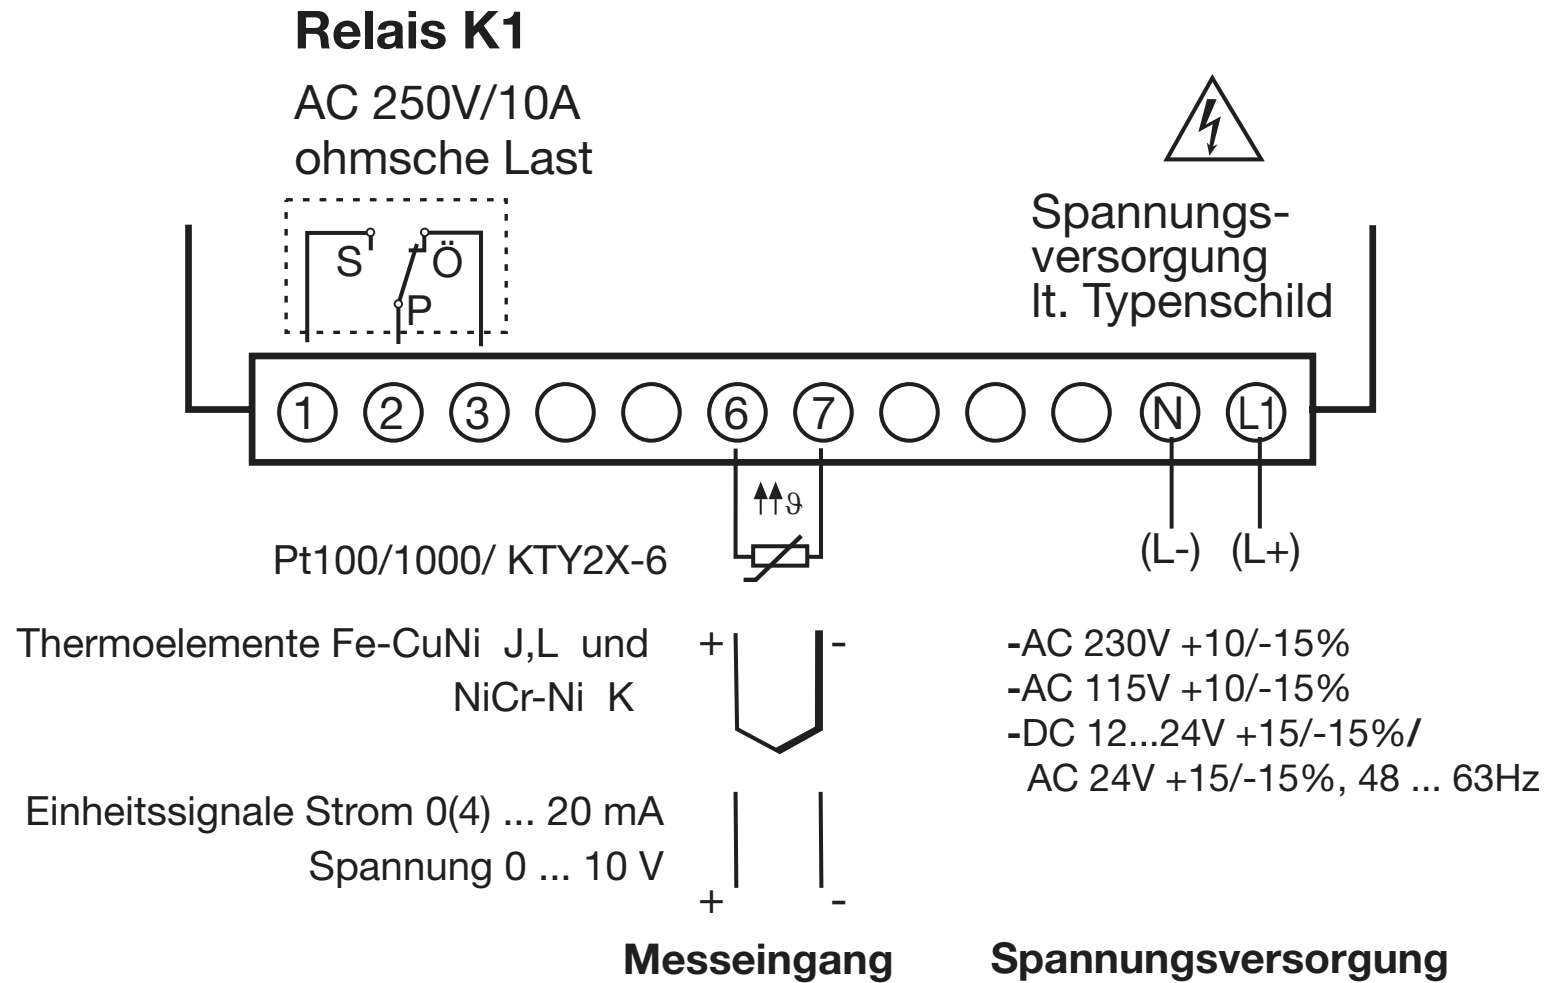 Relais K1
AC 250V/10A
ohmsche Last
S Ö
P
Spannungs-
versorgung
lt. Typenschild
1 2 3 6 7 N L1
ϑ
Pt100/1000/ KTY2X-6
(L-) (L+)
Thermoelemente Fe-CuNi J,L und + -
NiCr-Ni K
-AC 230V +10/-15%
-AC 115V +10/-15%
-DC 12...24V +15/-15%/
AC 24V +15/-15%, 48 ... 63Hz
Einheitssignale Strom 0(4) ... 20 mA
Spannung 0 ... 10 V
+ -
Messeingang
Spannungsversorgung